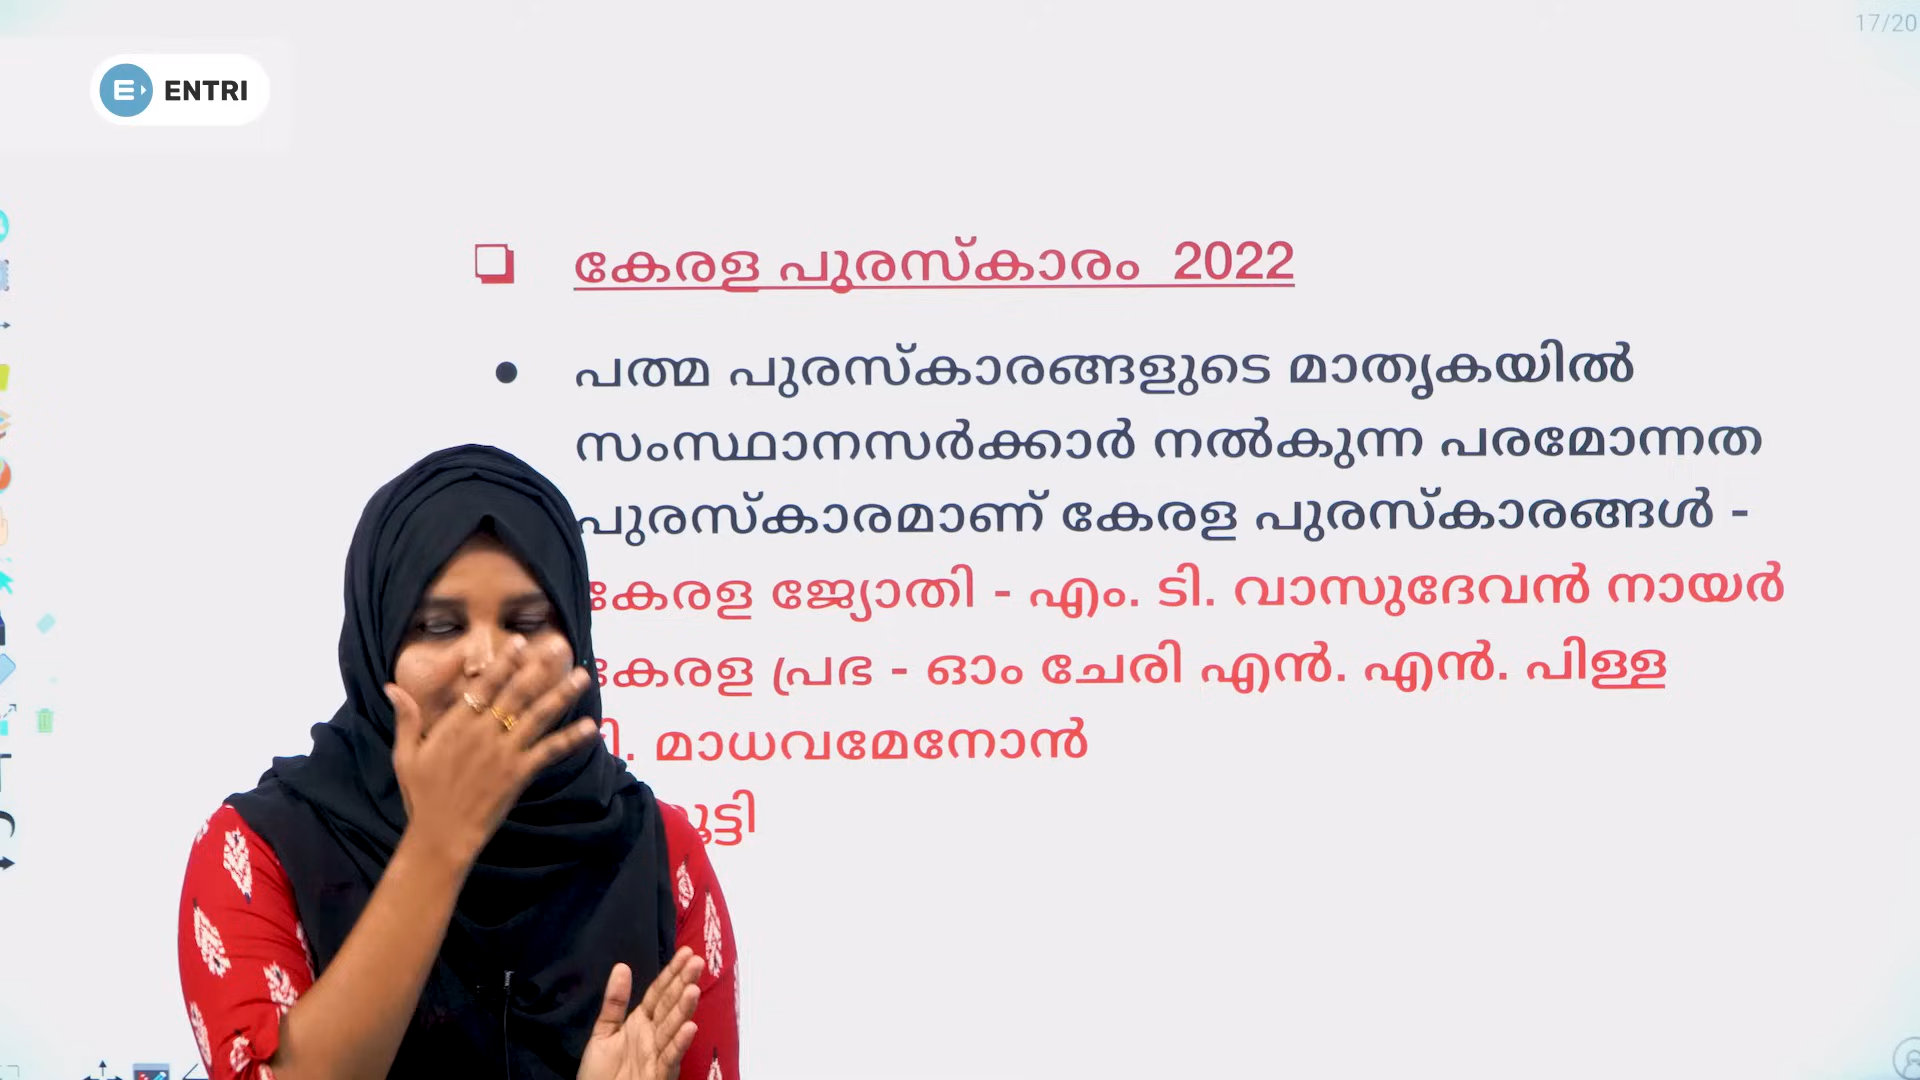 17/20
ENTRI
കേരള പുരസ്കാരം 2022
പത്മ പുരസ്കാരങ്ങളുടെ മാതൃകയിൽ
സംസ്ഥാനസർക്കാർ നൽകുന്ന പരമോന്നത
പുരസ്കാരമാണ് കേരള പുരസ്കാരങ്ങൾ -
കേരള ജ്യോതി - എം. ടി. വാസുദേവൻ നായർ
കേരള പ്രഭ - ഓം ചേരി എൻ. എൻ. പിള്ള
മാധവമേനോൻ